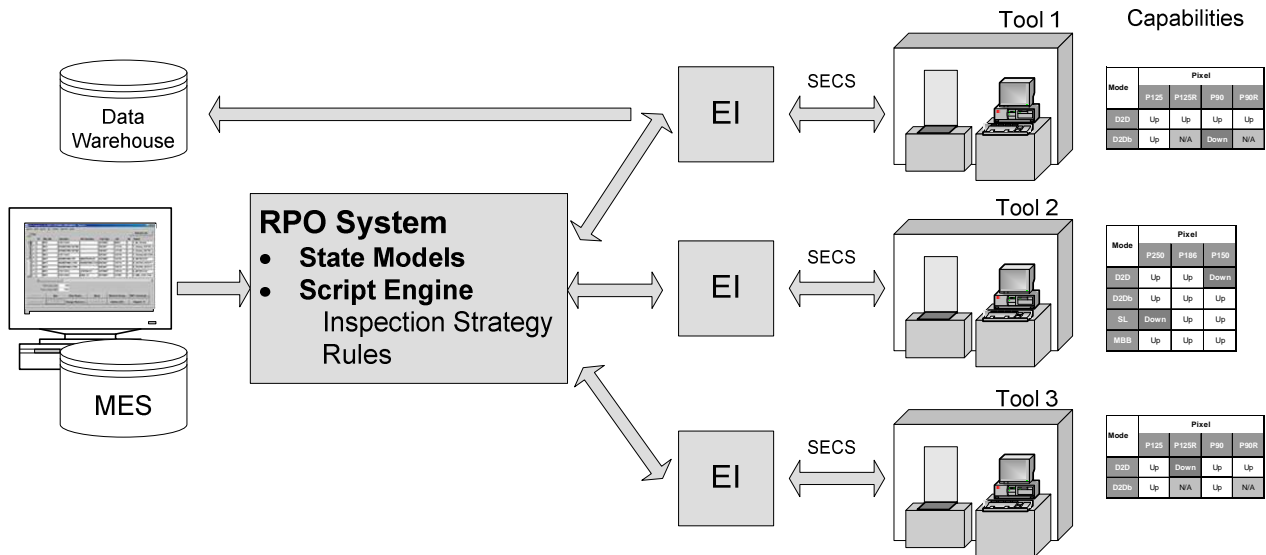 Tool 1
Capabilities
Data
Warehouse
EI
SECS
Mode Pixel
P125 P125R P90 P90R
D2D Up Up Up Up
D2Db Up N/A Down N/A
RPO System
• State Models
• Script Engine
Inspection Strategy
Rules
MES
Tool 2
EI
SECS
Mode Pixel
P250 P186 P150
D2D Up Up Down
D2Db Up Up Up
SL Down Up Up
MBB Up Up Up
Tool 3
EI
SECS
Mode Pixel
P125 P125R P90 P90R
D2D Up Down Up Up
D2Db Up N/A Up N/A